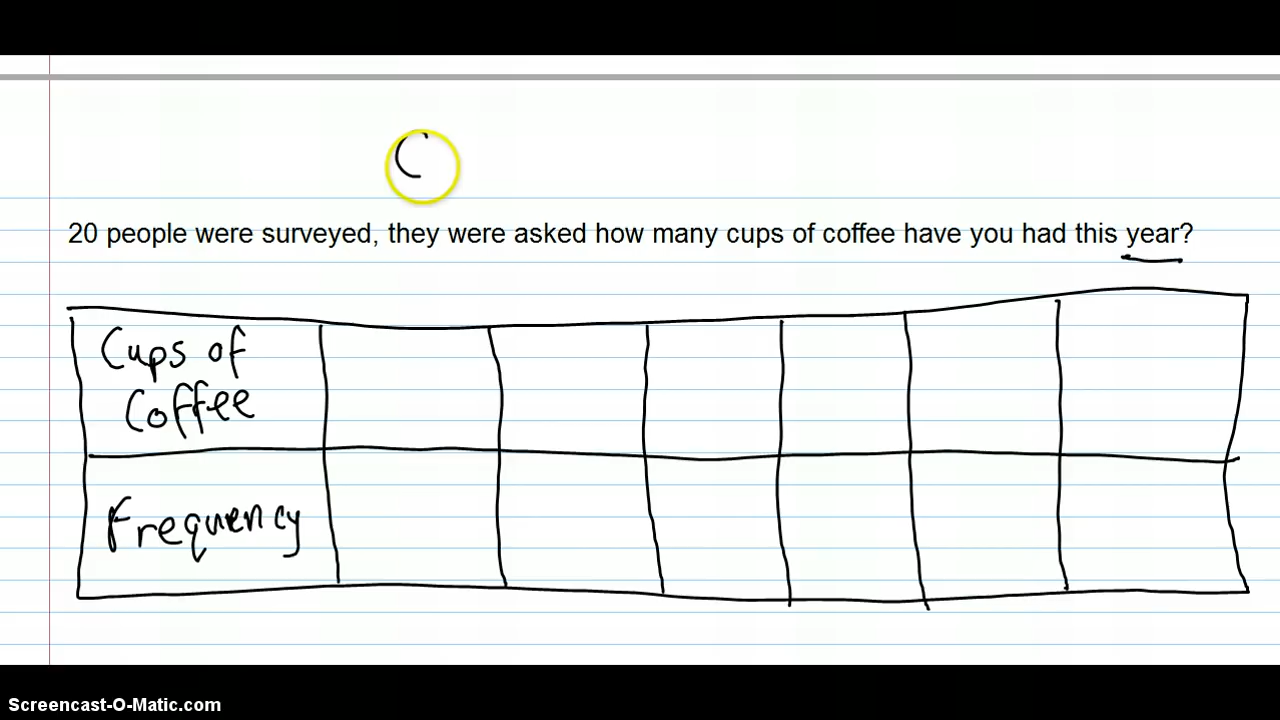 C
20 people were surveyed, they were asked how many cups of coffee have you had this year?
Cups of
Coffee
Frequency
Screencast-O-Matic.com